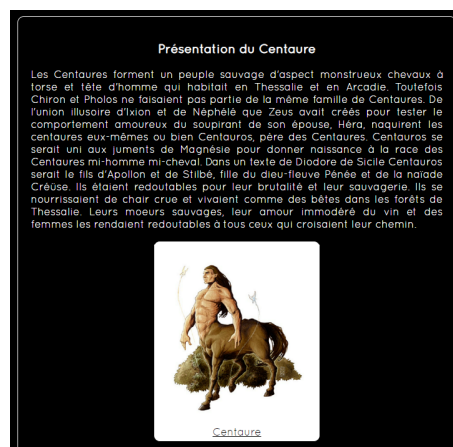 Présentation du Centaure
Les Centaures forment un peuple sauvage d'aspect monstrueux chevaux à
torse et tête d'homme qui habitait en Thessalie et en Arcadie. Toutefois
Chiron et Pholos ne faisaient pas partie de la même famille de Centaures. De
l'union illusoire d'Ixion et de Néphélé que Zeus avait créés pour tester le
comportement amoureux du soupirant de son épouse, Héra, naquirent les
centaures eux-mêmes ou bien Centauros, père des Centaures. Centauros se
serait uni aux juments de Magnésie pour donner naissance à la race des
Centaures mi-homme mi-cheval. Dans un texte de Diodore de Sicile Centauros
serait le fils d'Apollon et de Stilbé, fille du dieu-fleuve Pénée et de la naïade
Créüse. Ils étaient redoutables pour leur brutalité et leur sauvagerie. Ils se
nourrissaient de chair crue et vivaient comme des bêtes dans les forêts de
Thessalie. Leurs moeurs sauvages, leur amour immodéré du vin et des
femmes les rendaient redoutables à tous ceux qui croisaient leur chemin.
Centaure